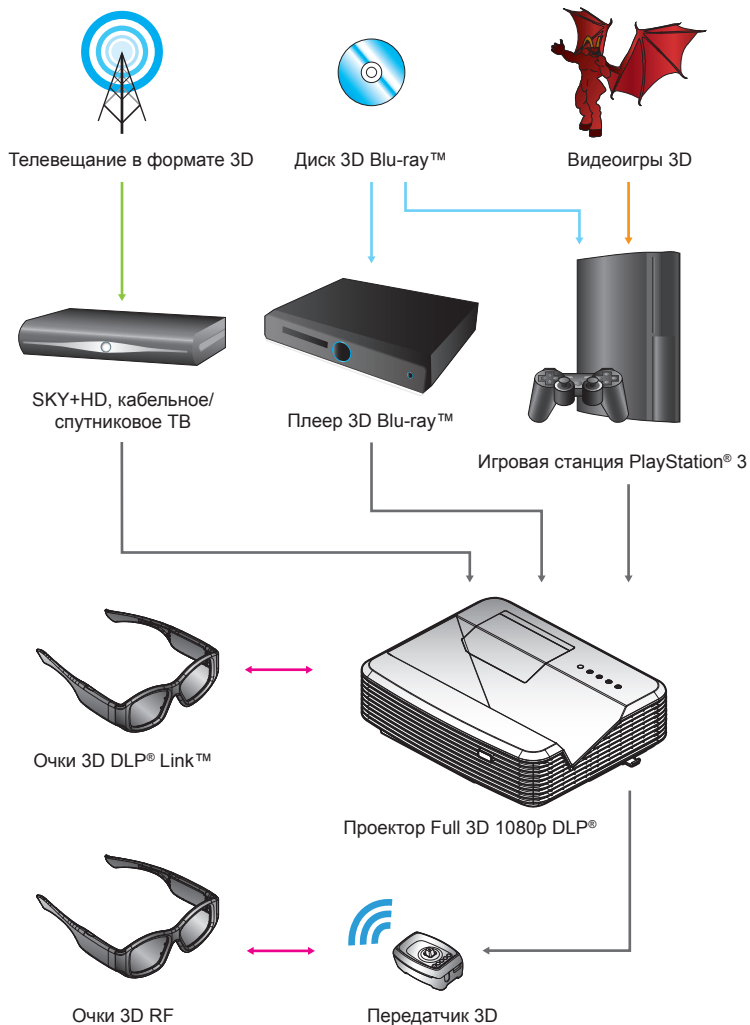 Телевещание в формате 3D
Диск 3D Blu-ray™
Видеоигры 3D
SKY+HD, кабельное/
спутниковое ТВ
Плеер 3D Blu-ray™
Игровая станция PlayStation® 3
Очки 3D DLP® Link™
Проектор Full 3D 1080p DLP®
Очки 3D RF
Передатчик 3D